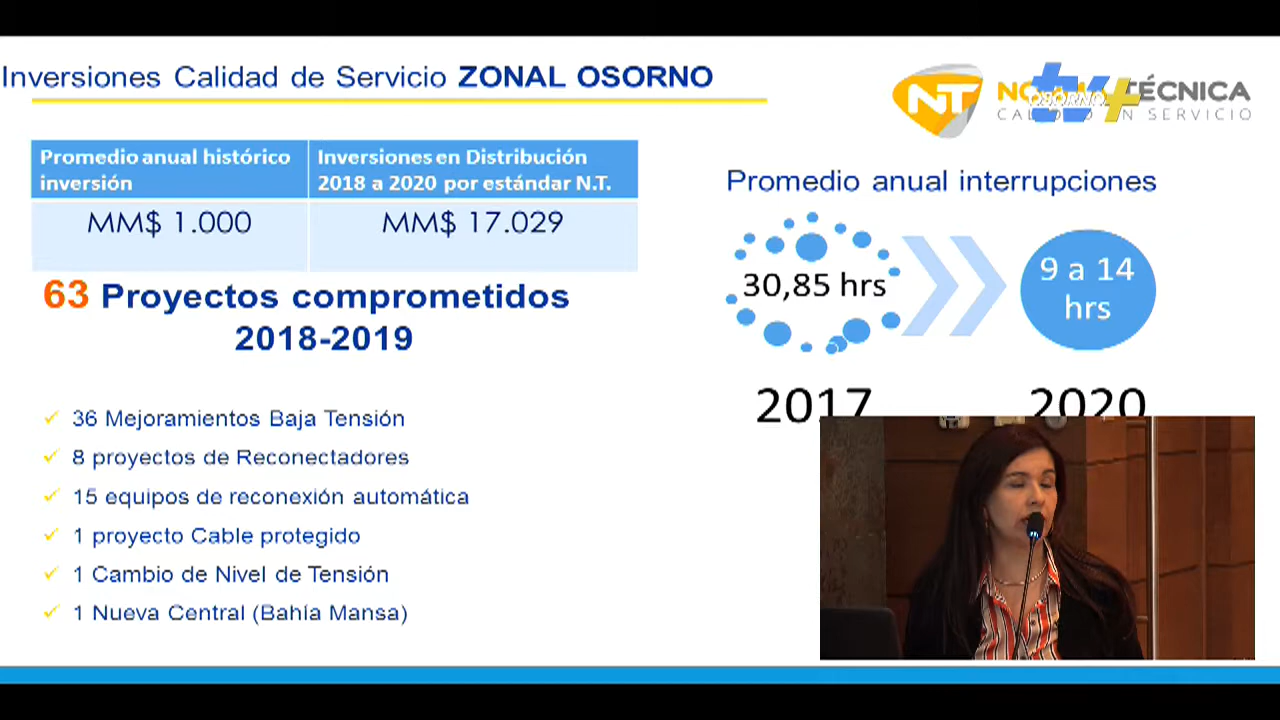 Inversiones Calidad de Servicio ZONAL OSORNO
NT
TÉCNICA
OSORNO
tv+
SERVICIO
Promedio anual histórico
inversión
Inversiones en Distribución
2018 a 2020 por estándar N.T.
MM$ 1.000
MM$ 17.029
63 Proyectos comprometidos
2018-2019
36 Mejoramientos Baja Tensión
8 proyectos de Reconectadores
15 equipos de reconexión automática
1 proyecto Cable protegido
1 Cambio de Nivel de Tensión
1 Nueva Central (Bahía Mansa)
Promedio anual interrupciones
30,85 hrs
9 a 14
hrs
2017
2020